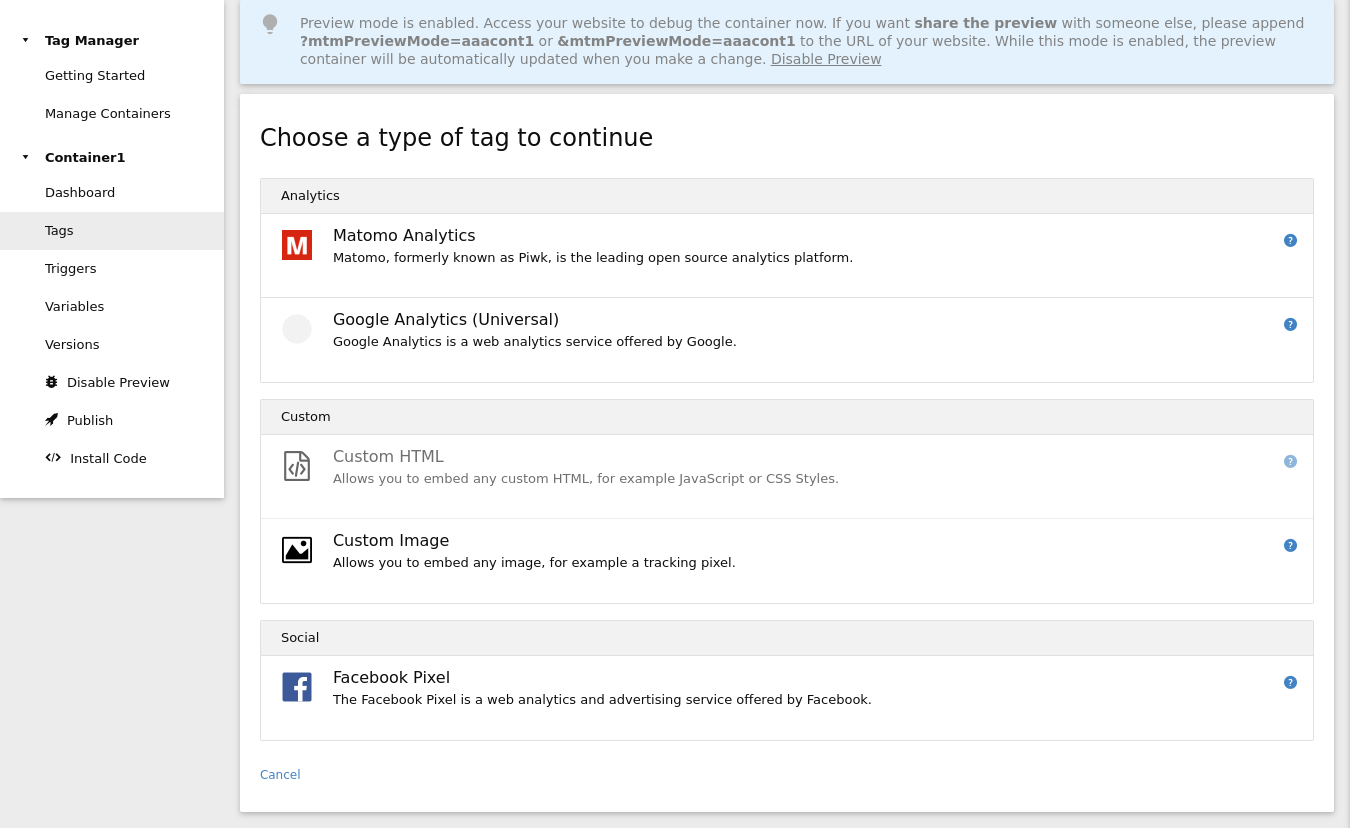 Tag Manager
Getting Started
Manage Containers
Container1
Dashboard
Tags
Triggers
Variables
Versions
Disable Preview
Publish
Install Code
Preview mode is enabled. Access your website to debug the container now. If you want share the preview with someone else, please append
?mtmPreviewMode=aaacont1 or &mtmPreviewMode=aaacont1 to the URL of your website. While this mode is enabled, the preview
container will be automatically updated when you make a change. Disable Preview
Choose a type of tag to continue
Analytics
M
Matomo Analytics
?
Matomo, formerly known as Piwk, is the leading open source analytics platform.
Google Analytics (Universal)
?
Google Analytics is a web analytics service offered by Google.
Custom
Custom HTML
?
Allows you to embed any custom HTML, for example JavaScript or CSS Styles.
Custom Image
?
Allows you to embed any image, for example a tracking pixel.
Social
f
Facebook Pixel
?
The Facebook Pixel is a web analytics and advertising service offered by Facebook.
Cancel